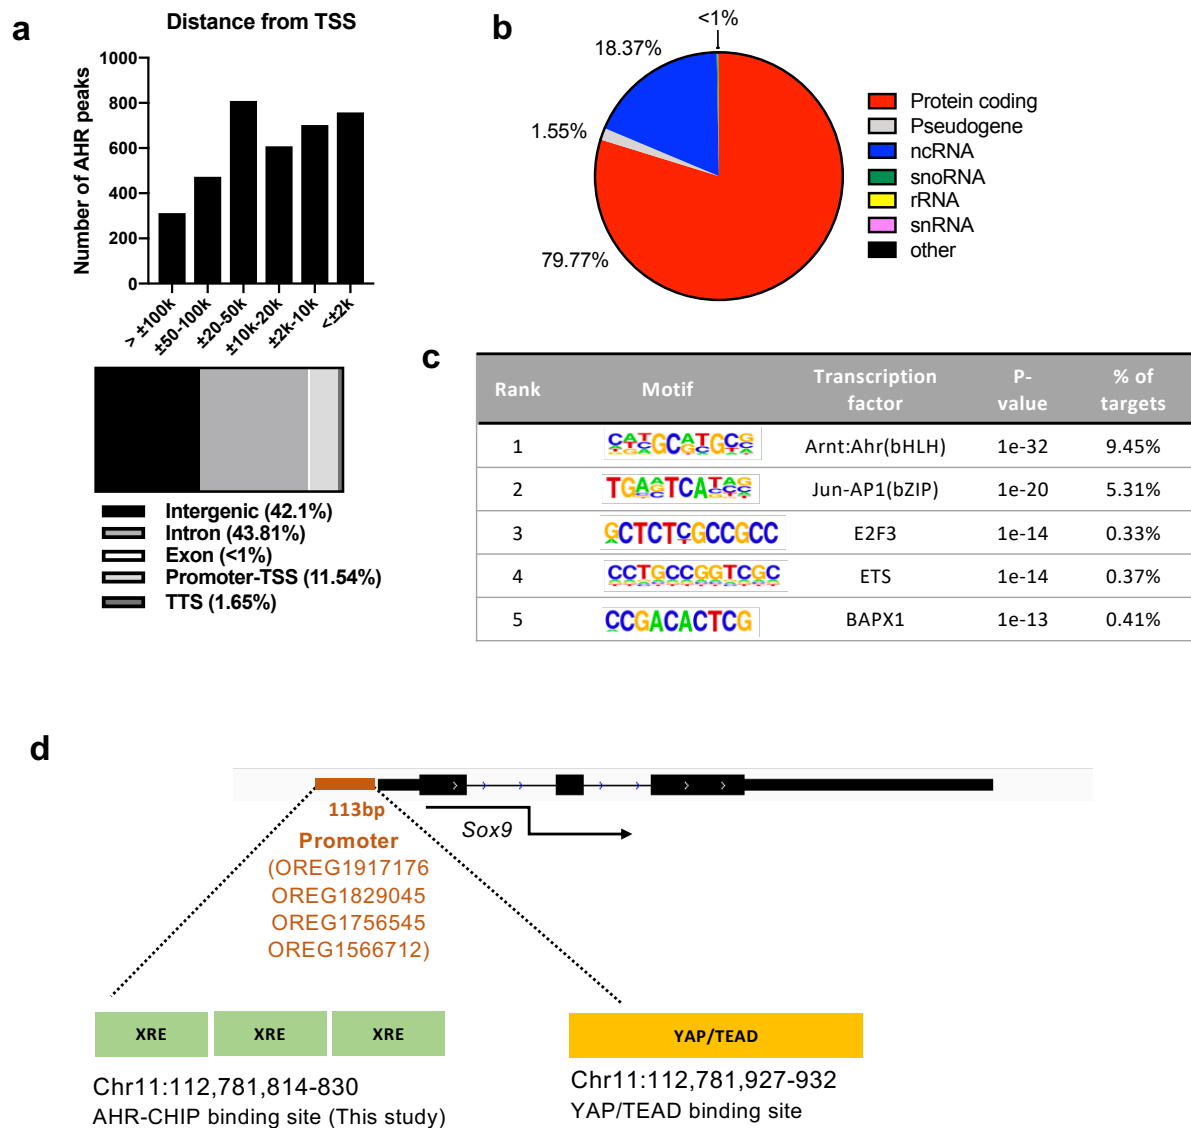 a
Distance from TSS
Number of AHR peaks
1000
800
600
400
200
0
> ±100k
±50-100k
±20-50k
±10k-20k
±2k-10k
<±2k
Intergenic (42.1%)
Intron (43.81%)
Exon (<1%)
Promoter-TSS (11.54%)
TTS (1.65%)
b
<1%
18.37%
1.55%
79.77%
Protein coding
Pseudogene
ncRNA
snoRNA
rRNA
snRNA
other
c
Rank Motif Transcription factor P-value % of targets
1 Arnt:Ahr(bHLH) 1e-32 9.45%
2 TGAATCA Jun-AP1(bZIP) 1e-20 5.31%
3 GCTCTCGCCGCC E2F3 1e-14 0.33%
4 CCTGCCGGTCGC ETS 1e-14 0.37%
5 CCGACACTCG BAPX1 1e-13 0.41%
d
113bp
Promoter
(OREG1917176
OREG1829045
OREG1756545
OREG1566712)
Sox9
XRE XRE XRE
Chr11:112,781,814-830
AHR-CHIP binding site (This study)
YAP/TEAD
Chr11:112,781,927-932
YAP/TEAD binding site